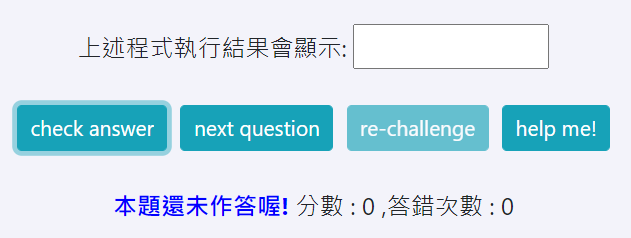 上述程式執行結果會顯示:
check answer next question re-challenge help me!
本題還未作答喔! 分數 : 0 ,答錯次數 : 0